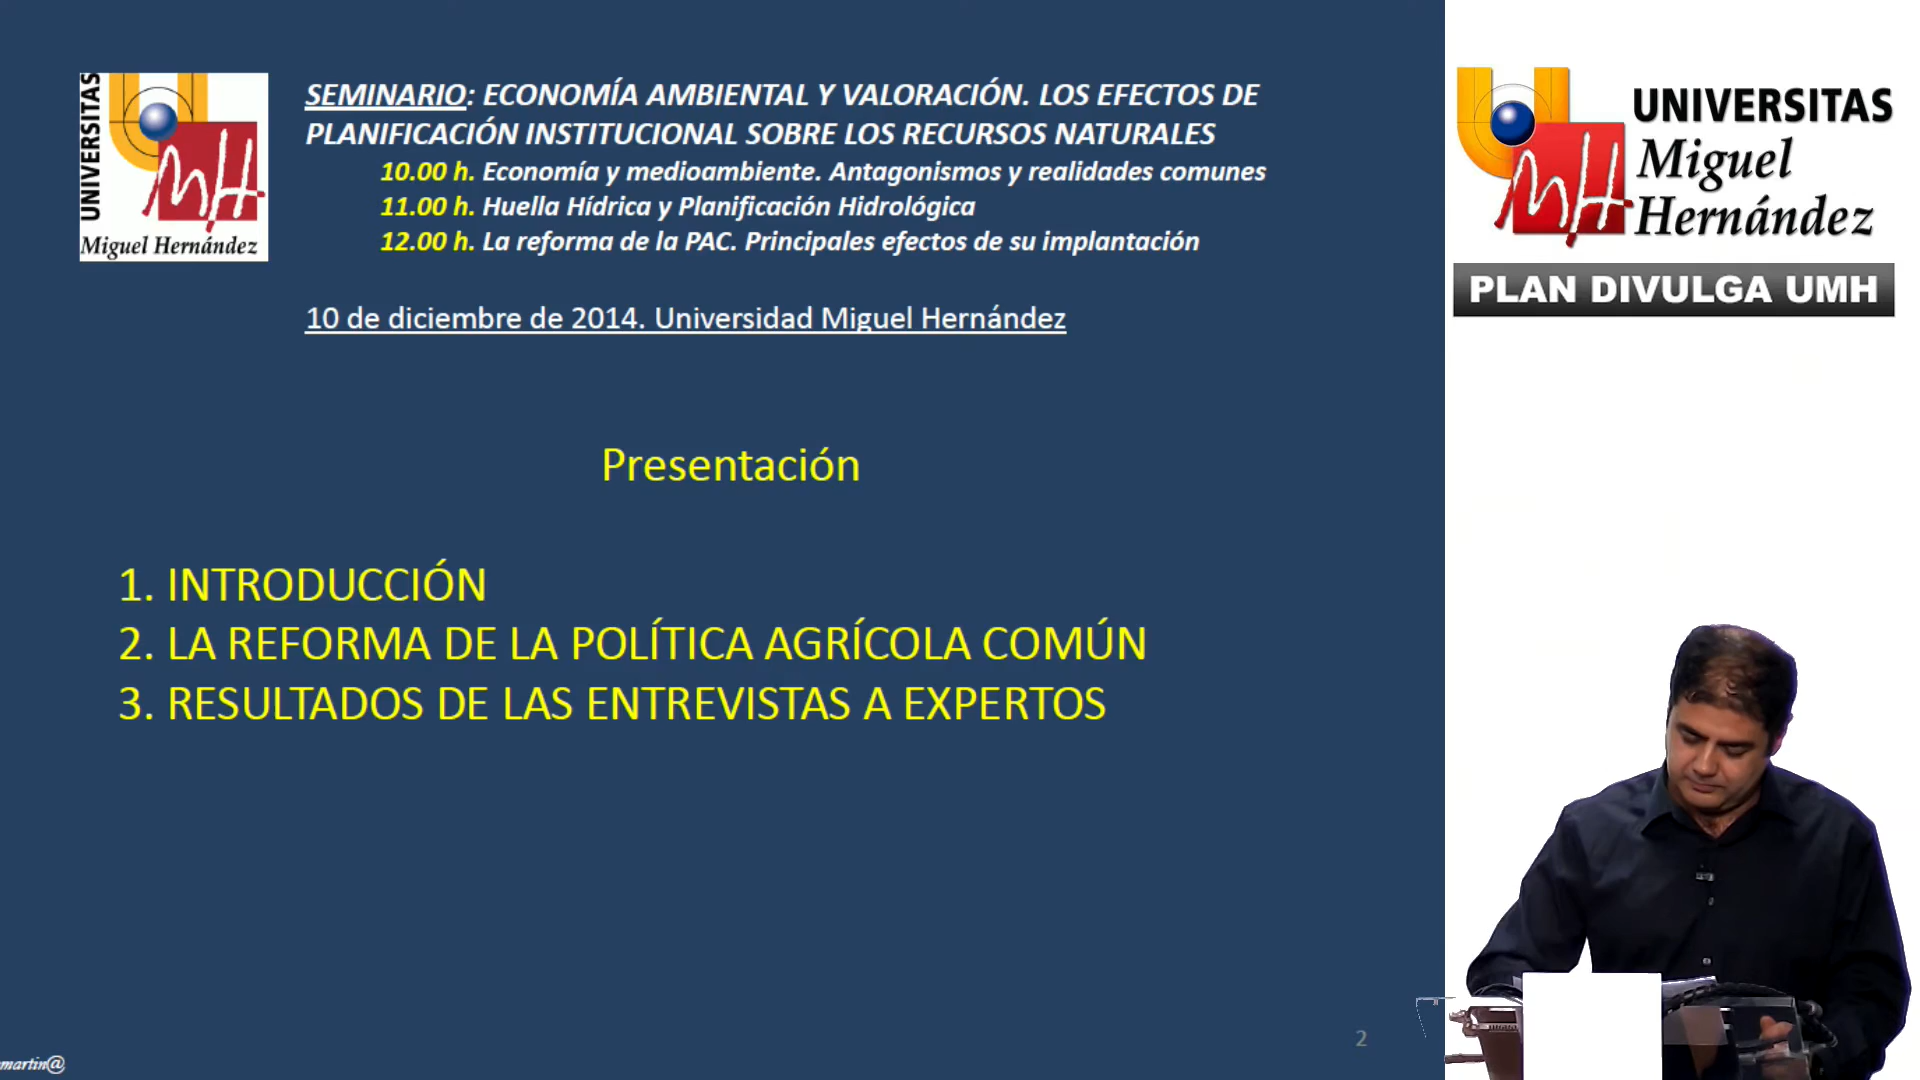 UNIVERSITAS
Miguel Hernández
SEMINARIO: ECONOMÍA AMBIENTAL Y VALORACIÓN. LOS EFECTOS DE
PLANIFICACIÓN INSTITUCIONAL SOBRE LOS RECURSOS NATURALES
10.00 h. Economía y medioambiente. Antagonismos y realidades comunes
11.00 h. Huella Hídrica y Planificación Hidrológica
12.00 h. La reforma de la PAC. Principales efectos de su implantación
10 de diciembre de 2014. Universidad Miguel Hernández
Presentación
1. INTRODUCCIÓN
2. LA REFORMA DE LA POLÍTICA AGRÍCOLA COMÚN
3. RESULTADOS DE LAS ENTREVISTAS A EXPERTOS
2
martin@
UNIVERSITAS
Miguel
Hernández
PLAN DIVULGA UMH